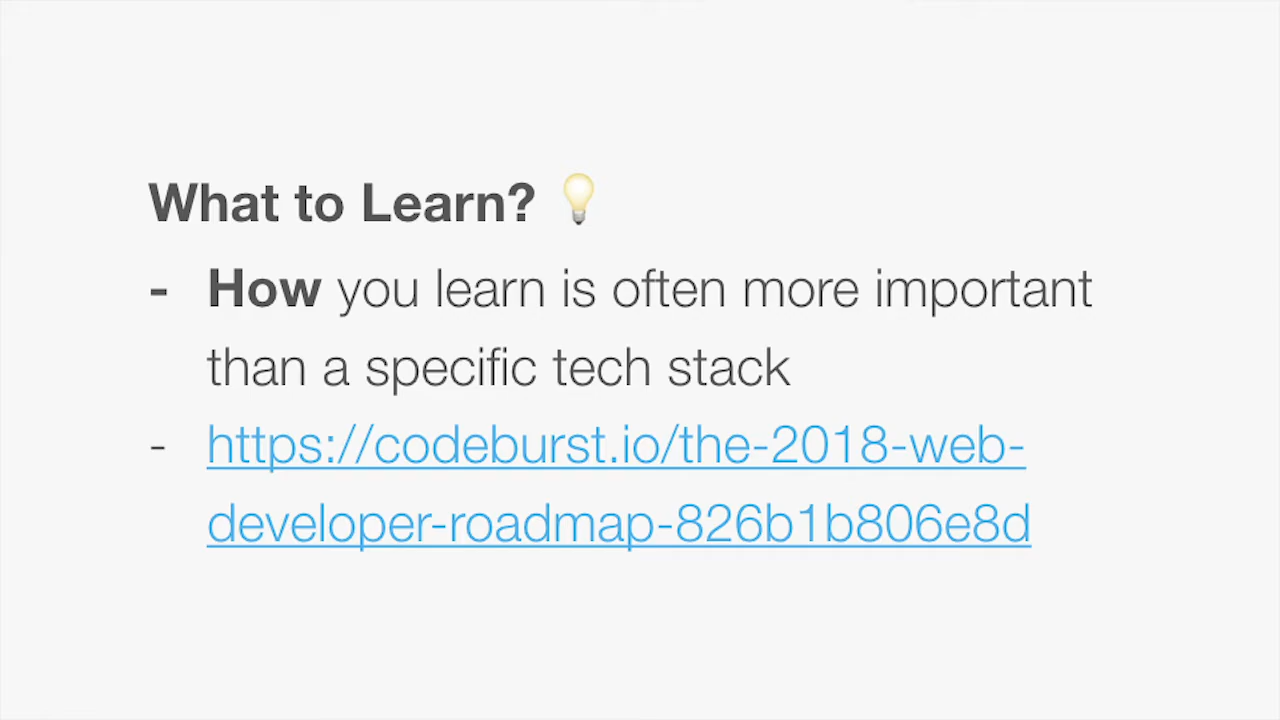 What to Learn? 💡
- How you learn is often more important
than a specific tech stack
- https://codeburst.io/the-2018-web-
developer-roadmap-826b1b806e8d